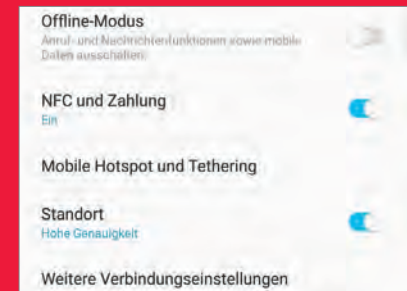 Offline-Modus
Anruf- und Nachrichtenfunktionen sowie mobile
Daten ausschalten.
NFC und Zahlung
Ein
Mobile Hotspot und Tethering
Standort
Hohe Genauigkeit
Weitere Verbindungseinstellungen